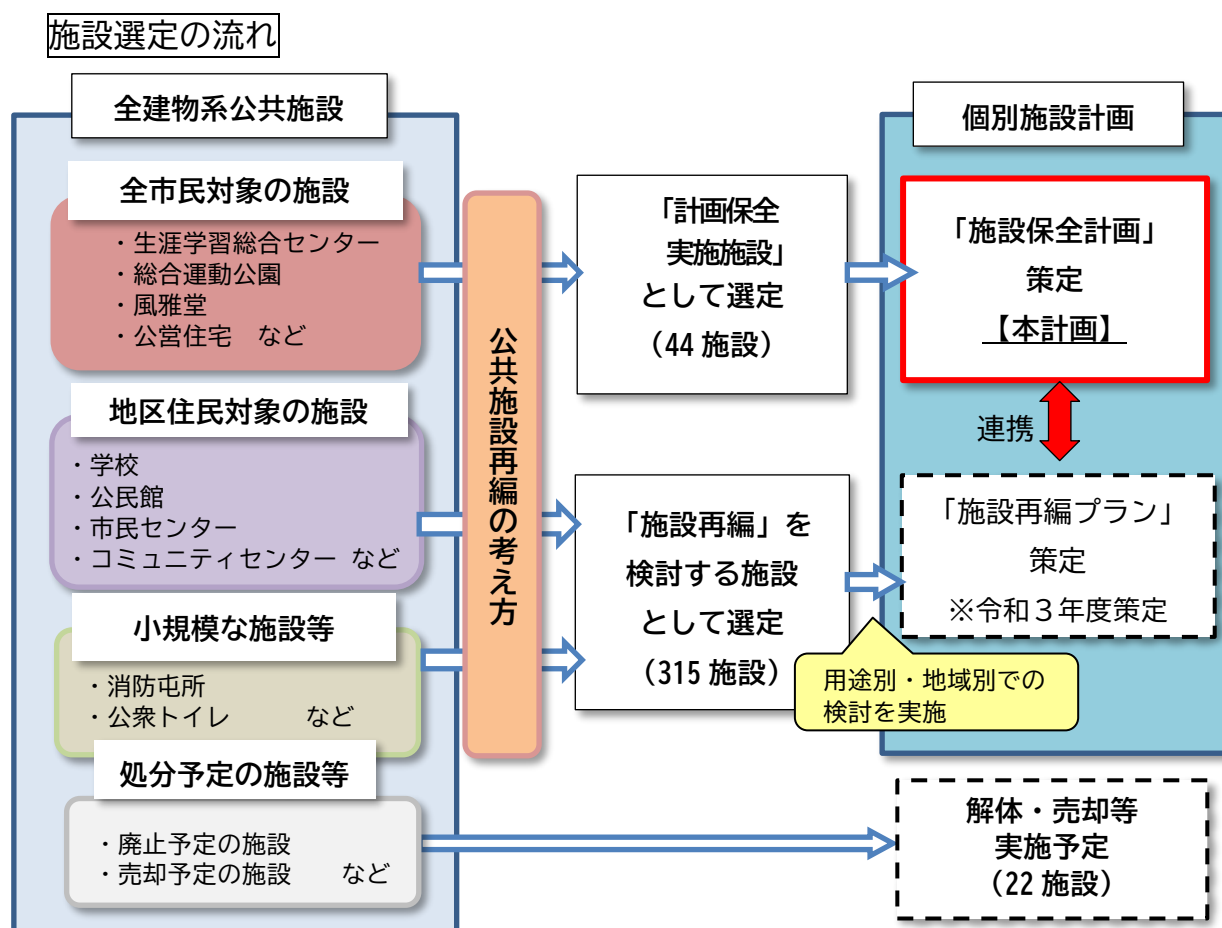 施設選定の流れ
全建物系公共施設
全市民対象の施設
・生涯学習総合センター
・総合運動公園
・風雅堂
・公営住宅　など
地区住民対象の施設
・学校
・公民館
・市民センター
・コミュニティセンター など
小規模な施設等
・消防屯所
・公衆トイレ　　　など
処分予定の施設等
・廃止予定の施設
・売却予定の施設　　など
公共施設再編の考え方
「計画保全
実施施設」
として選定
（44 施設）
「施設再編」を
検討する施設
として選定
（315 施設）
用途別・地域別での
検討を実施
個別施設計画
「施設保全計画」
策定
【本計画】
連携
「施設再編プラン」
策定
※令和３年度策定
解体・売却等
実施予定
（22 施設）